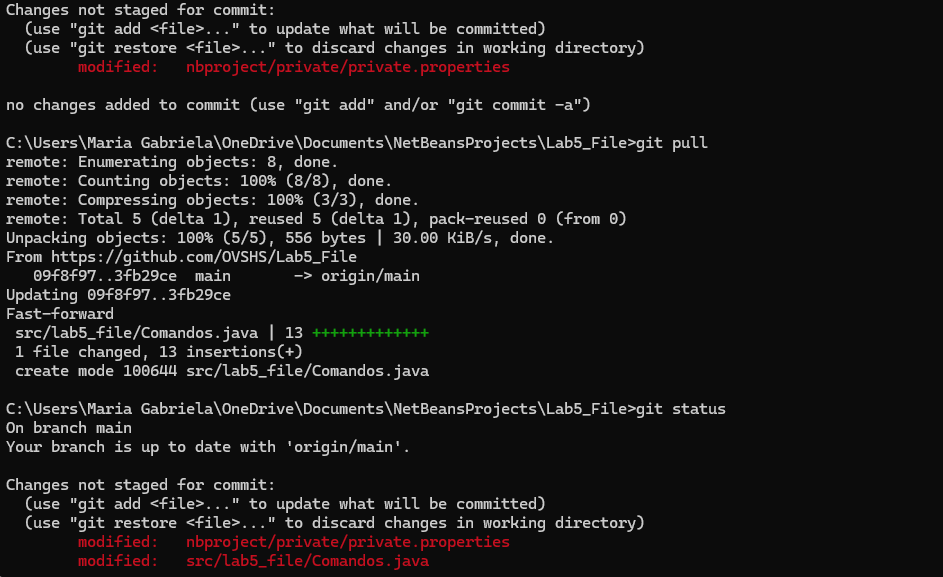 Changes not staged for commit:
  (use "git add <file>..." to update what will be committed)
  (use "git restore <file>..." to discard changes in working directory)
        modified:   nbproject/private/private.properties

no changes added to commit (use "git add" and/or "git commit -a")

C:\Users\Maria Gabriela\OneDrive\Documents\NetBeansProjects\Lab5_File>git pull
remote: Enumerating objects: 8, done.
remote: Counting objects: 100% (8/8), done.
remote: Compressing objects: 100% (3/3), done.
remote: Total 5 (delta 1), reused 5 (delta 1), pack-reused 0 (from 0)
Unpacking objects: 100% (5/5), 556 bytes | 30.00 KiB/s, done.
From https://github.com/OVSHS/Lab5_File
   09f8f97..3fb29ce  main       -> origin/main
Updating 09f8f97..3fb29ce
Fast-forward
 src/lab5_file/Comandos.java | 13 +++++++++++++
 1 file changed, 13 insertions(+)
 create mode 100644 src/lab5_file/Comandos.java

C:\Users\Maria Gabriela\OneDrive\Documents\NetBeansProjects\Lab5_File>git status
On branch main
Your branch is up to date with 'origin/main'.

Changes not staged for commit:
  (use "git add <file>..." to update what will be committed)
  (use "git restore <file>..." to discard changes in working directory)
        modified:   nbproject/private/private.properties
        modified:   src/lab5_file/Comandos.java